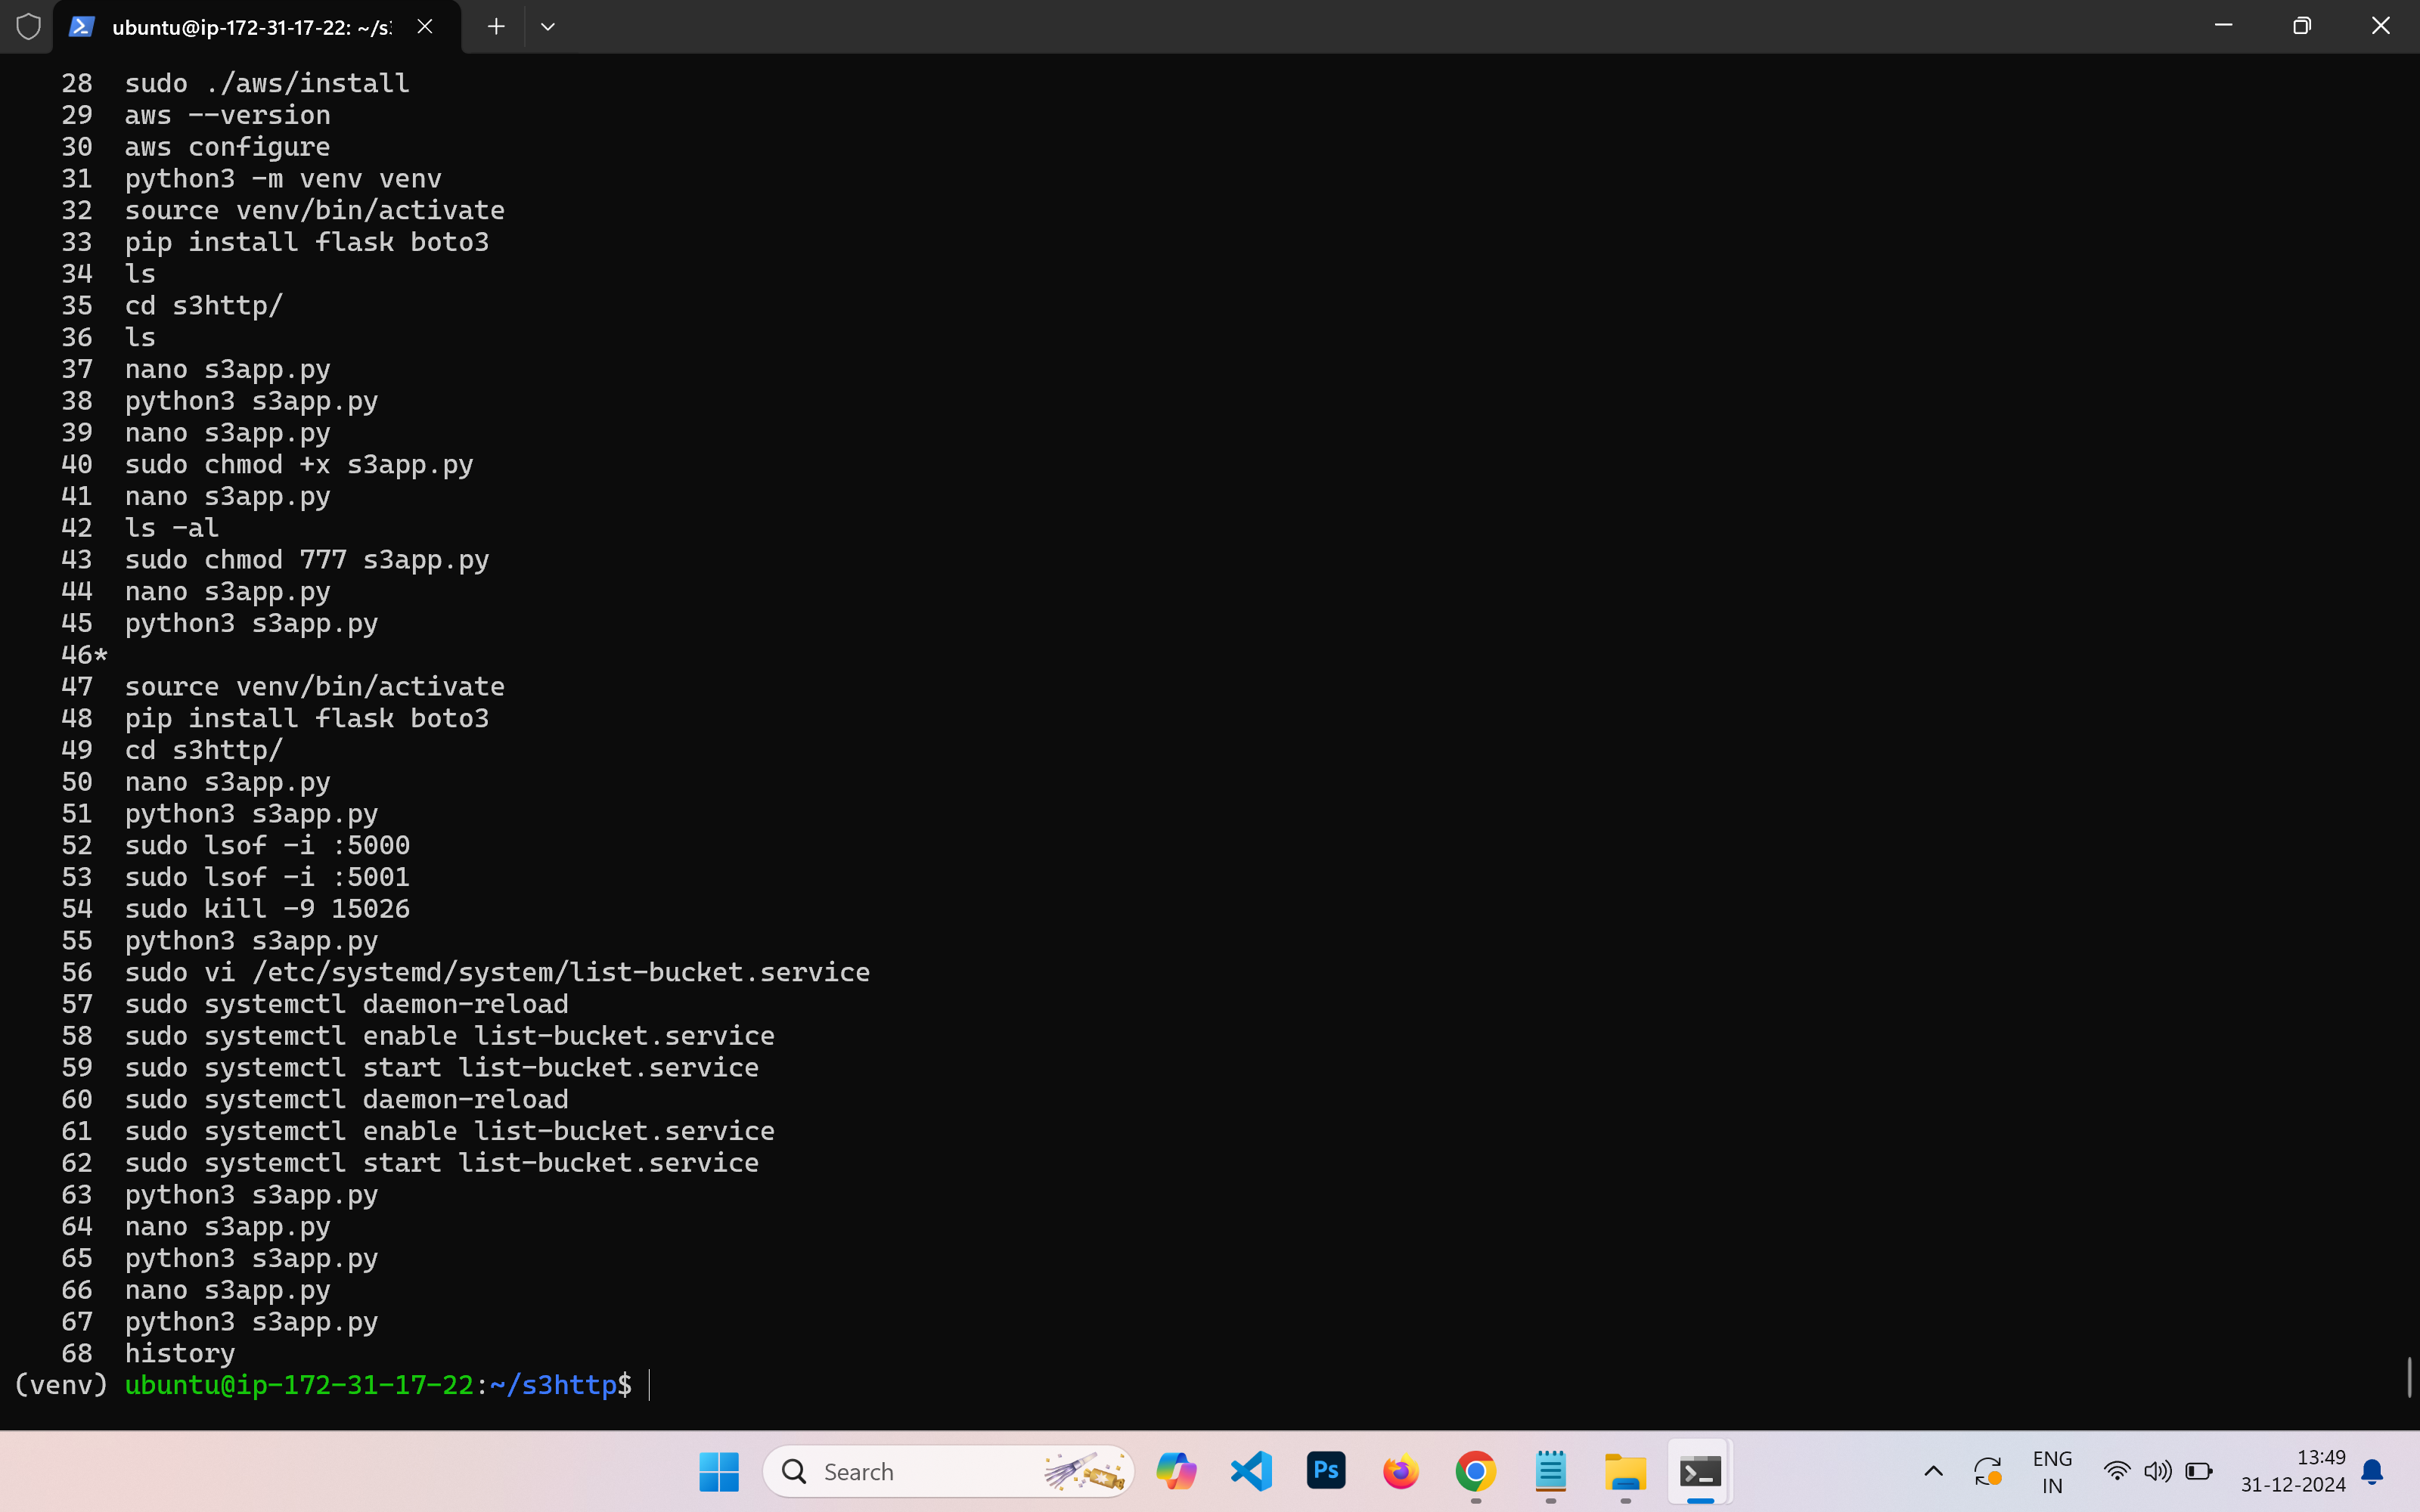 ubuntu@ip-172-31-17-22: ~/s:
28 sudo ./aws/install
29 aws --version
30 aws configure
31 python3 -m venv venv
32 source venv/bin/activate
33 pip install flask boto3
34 ls
35 cd s3http/
36 ls
37 nano s3app.py
38 python3 s3app.py
39 nano s3app.py
40 sudo chmod +x s3app.py
41 nano s3app.py
42 ls -al
43 sudo chmod 777 s3app.py
44 nano s3app.py
45 python3 s3app.py
46*
47 source venv/bin/activate
48 pip install flask boto3
49 cd s3http/
50 nano s3app.py
51 python3 s3app.py
52 sudo lsof -i :5000
53 sudo lsof -i :5001
54 sudo kill -9 15026
55 python3 s3app.py
56 sudo vi /etc/systemd/system/list-bucket.service
57 sudo systemctl daemon-reload
58 sudo systemctl enable list-bucket.service
59 sudo systemctl start list-bucket.service
60 sudo systemctl daemon-reload
61 sudo systemctl enable list-bucket.service
62 sudo systemctl start list-bucket.service
63 python3 s3app.py
64 nano s3app.py
65 python3 s3app.py
66 nano s3app.py
67 python3 s3app.py
68 history
(venv) ubuntu@ip-172-31-17-22:~/s3http$
Search
Ps
ENG
IN
13:49
31-12-2024